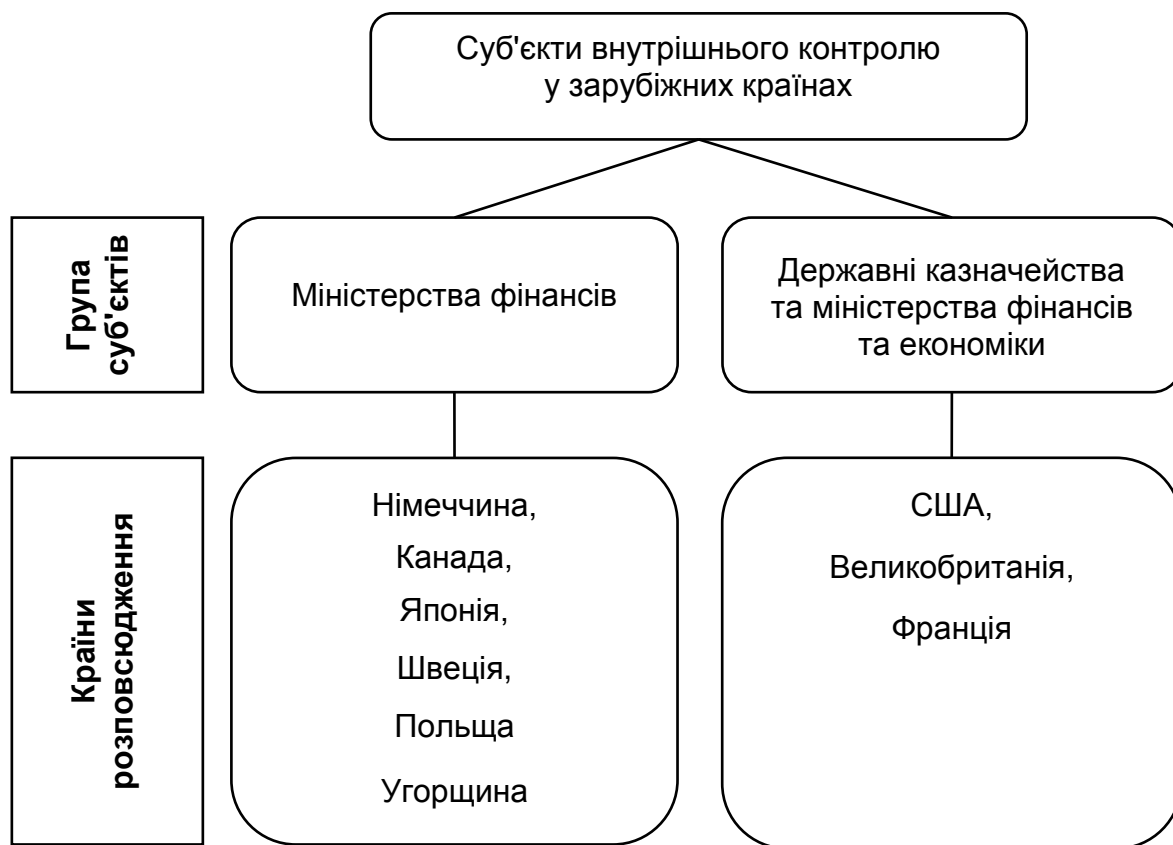 Суб'єкти внутрішнього контролю
у зарубіжних країнах
Група
суб'єктів
Міністерства фінансів
Державні казначейства
та міністерства фінансів
та економіки
Країни
розповсюдження
Німеччина,
Канада,
Японія,
Швеція,
Польща
Угорщина
США,
Великобританія,
Франція